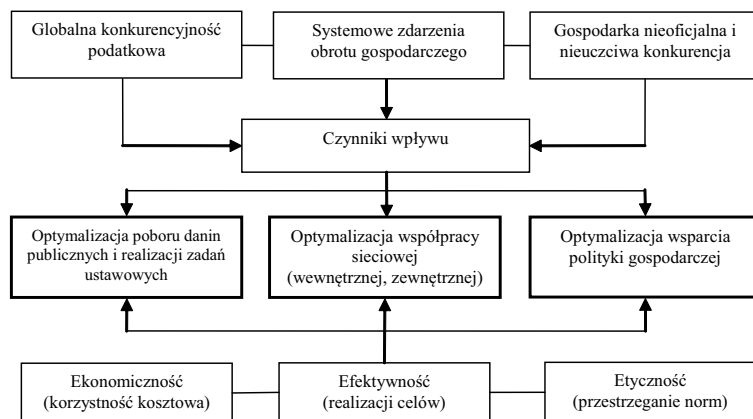 Globalna konkurencyjność
podatkowa
Systemowe zdarzenia
obrotu gospodarczego
Gospodarka nieoficjalna i
nieuczciwa konkurencja
Czynniki wpływu
Optymalizacja poboru danin
publicznych i realizacji zadań
ustawowych
Optymalizacja współpracy
sieciowej
(wewnętrznej, zewnętrznej)
Optymalizacja wsparcia
polityki gospodarczej
Ekonomiczność
(korzystność kosztowa)
Efektywność
(realizacji celów)
Etyczność
(przestrzeganie norm)